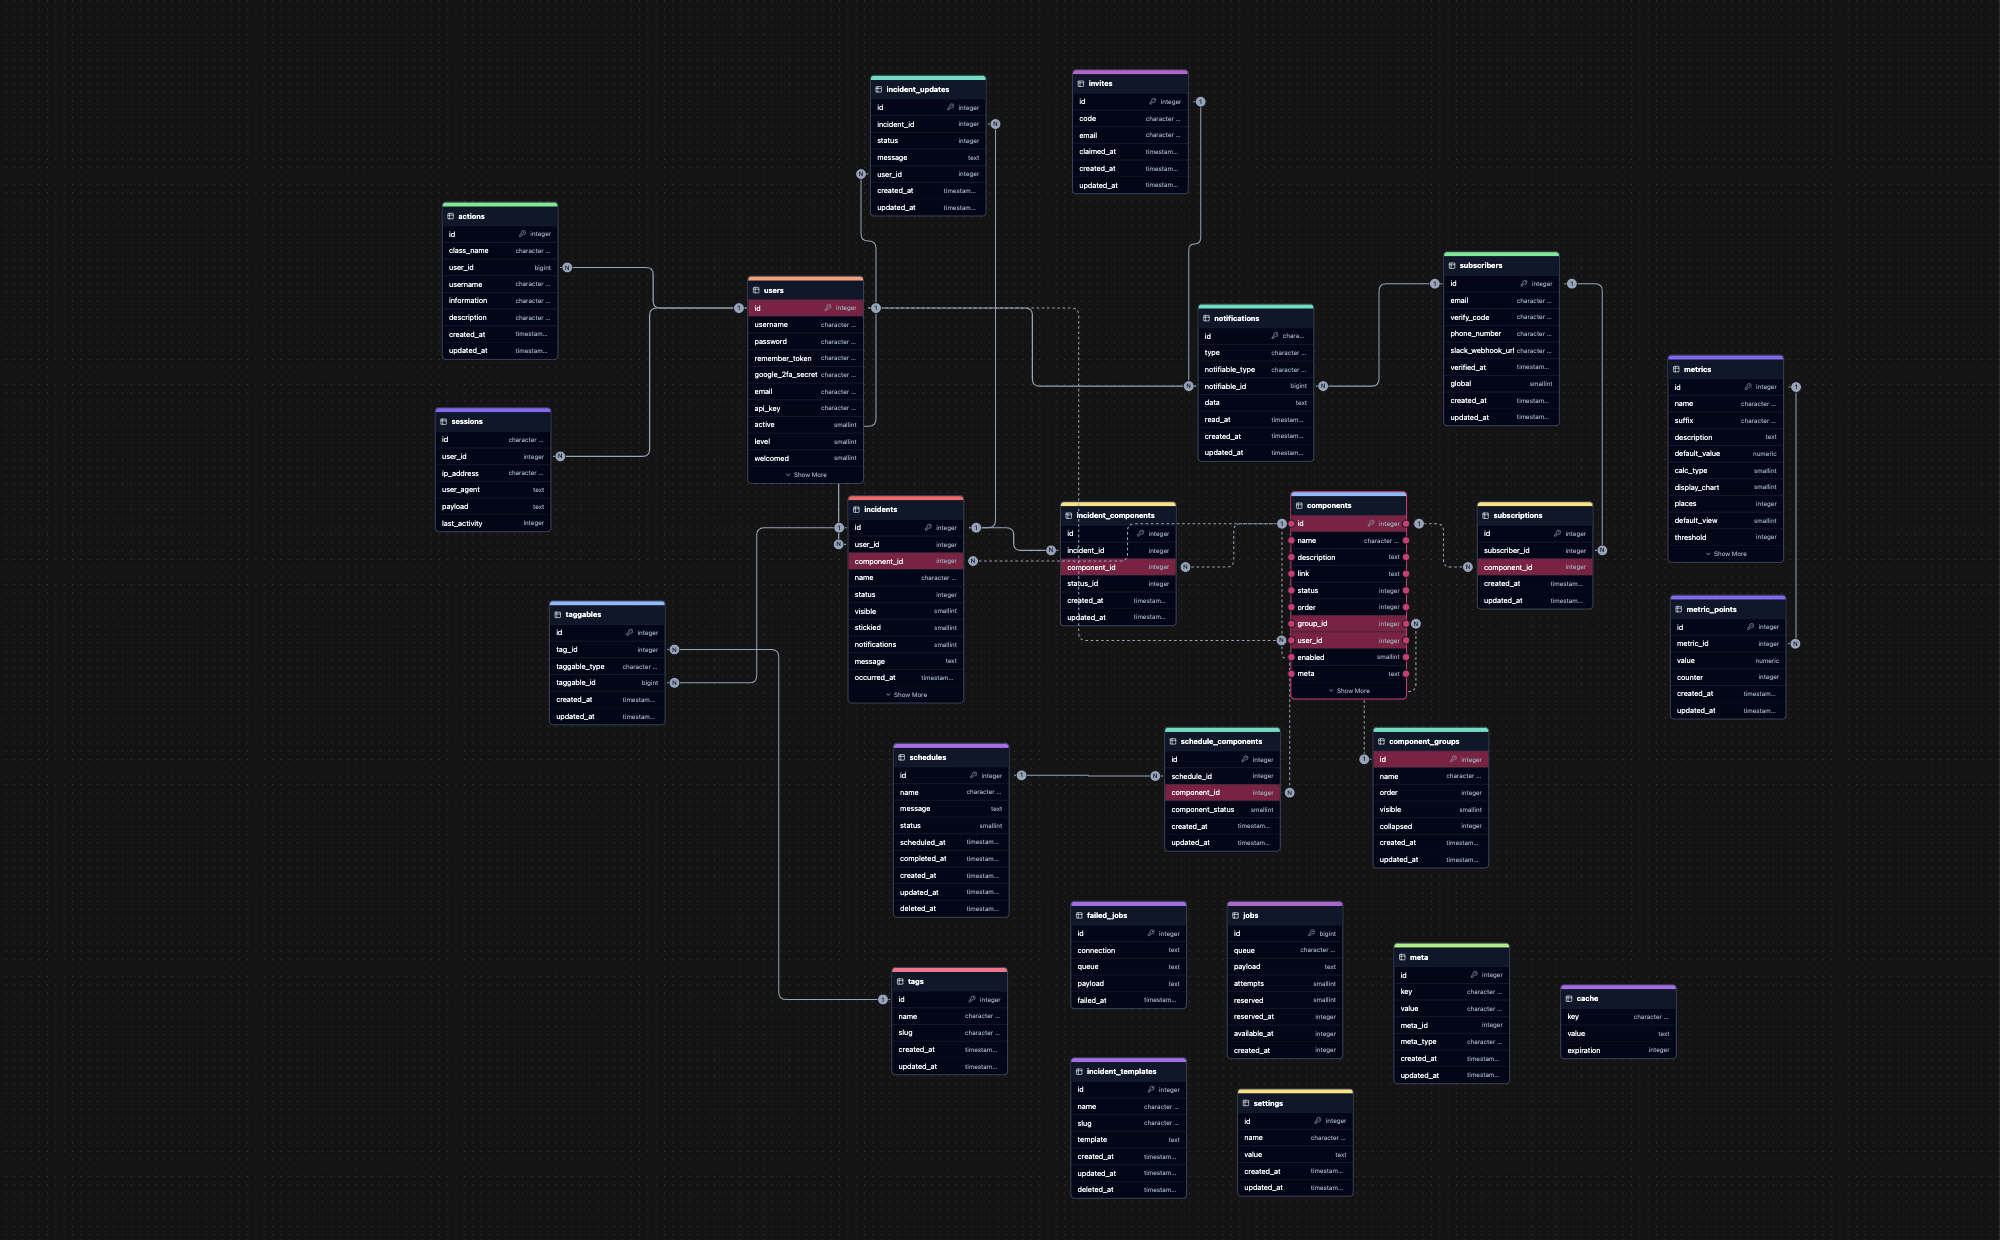 incident_updates
id integer
incident_id integer
status integer
message text
user_id integer
created_at timestam...
updated_at timestam...
N
N
invites
id integer
code character ...
email character ...
claimed_at timestam...
created_at timestam...
updated_at timestam...
1
actions
id integer
class_name character ...
user_id bigint
username character ...
information character ...
description character ...
created_at timestam...
updated_at timestam...
N
users
id integer
username character ...
password character ...
remember_token character ...
google_2fa_secret character ...
email character ...
api_key character ...
active smallint
level smallint
welcomed smallint
Show More
1
1
notifications
id chara...
type character ...
notifiable_type character ...
notifiable_id bigint
data text
read_at timestam...
created_at timestam...
updated_at timestam...
N
N
subscribers
id integer
email character ...
verify_code character ...
phone_number character ...
slack_webhook_url character ...
verified_at timestam...
global smallint
created_at timestam...
updated_at timestam...
1
1
metrics
id integer
name character ...
suffix character ...
description text
default_value numeric
calc_type smallint
display_chart smallint
places integer
default_view smallint
threshold integer
Show More
1
sessions
id character ...
user_id integer
ip_address character ...
user_agent text
payload text
last_activity integer
N
incidents
id integer
user_id integer
component_id integer
name character ...
status integer
visible smallint
stickied smallint
notifications smallint
message text
occurred_at timestam...
Show More
1
N
1
N
incident_components
id integer
incident_id integer
component_id integer
status_id integer
created_at timestam...
updated_at timestam...
N
N
components
id integer
name character ...
description text
link text
status integer
order integer
group_id integer
user_id integer
enabled smallint
meta text
Show More
1
1
N
N
subscriptions
id integer
subscriber_id integer
component_id integer
created_at timestam...
updated_at timestam...
N
N
metric_points
id integer
metric_id integer
value numeric
counter integer
created_at timestam...
updated_at timestam...
N
taggables
id integer
tag_id integer
taggable_type character ...
taggable_id bigint
created_at timestam...
updated_at timestam...
N
N
schedules
id integer
name character ...
message text
status smallint
scheduled_at timestam...
completed_at timestam...
created_at timestam...
updated_at timestam...
deleted_at timestam...
1
schedule_components
id integer
schedule_id integer
component_id integer
component_status smallint
created_at timestam...
updated_at timestam...
N
N
component_groups
id integer
name character ...
order integer
visible smallint
collapsed integer
created_at timestam...
updated_at timestam...
1
tags
id integer
name character ...
slug character ...
created_at timestam...
updated_at timestam...
1
failed_jobs
id integer
connection text
queue text
payload text
failed_at timestam...
jobs
id bigint
queue character ...
payload text
attempts smallint
reserved smallint
reserved_at integer
available_at integer
created_at integer
meta
id integer
key character ...
value character ...
meta_id integer
meta_type character ...
created_at timestam...
updated_at timestam...
cache
key character ...
value text
expiration integer
incident_templates
id integer
name character ...
slug character ...
template text
created_at timestam...
updated_at timestam...
deleted_at timestam...
settings
id integer
name character ...
value text
created_at timestam...
updated_at timestam...